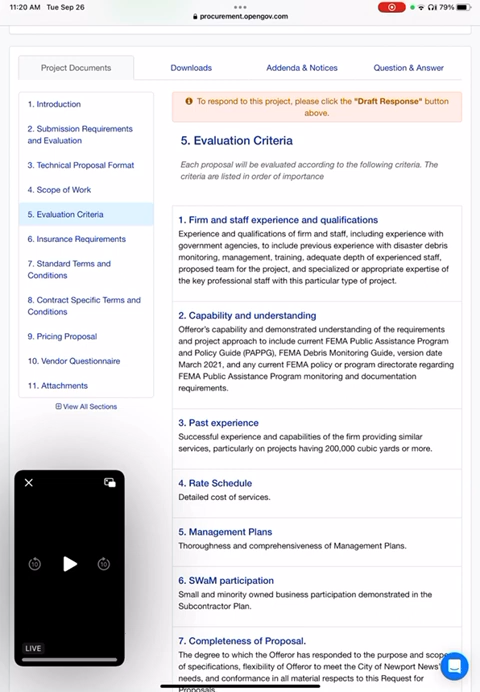 11:20 AM Tue Sep 26
79%
procurement.opengov.com
Project Documents
Downloads
Addenda & Notices
Question & Answer
1. Introduction
2. Submission Requirements
and Evaluation
3. Technical Proposal Format
4. Scope of Work
5. Evaluation Criteria
6. Insurance Requirements
7. Standard Terms and
Conditions
8. Contract Specific Terms and
Conditions
9. Pricing Proposal
10. Vendor Questionnaire
11. Attachments
View All Sections
To respond to this project, please click the "Draft Response" button
above.
5. Evaluation Criteria
Each proposal will be evaluated according to the following criteria. The
criteria are listed in order of importance
1. Firm and staff experience and qualifications
Experience and qualifications of firm and staff, including experience with
government agencies, to include previous experience with disaster debris
monitoring, management, training, adequate depth of experienced staff,
proposed team for the project, and specialized or appropriate expertise of
the key professional staff with this particular type of project.
2. Capability and understanding
Offeror's capability and demonstrated understanding of the requirements
and project approach to include current FEMA Public Assistance Program
and Policy Guide (PAPPG), FEMA Debris Monitoring Guide, version date
March 2021, and any current FEMA policy or program directorate regarding
FEMA Public Assistance Program monitoring and documentation
requirements.
3. Past experience
Successful experience and capabilities of the firm providing similar
services, particularly on projects having 200,000 cubic yards or more.
4. Rate Schedule
Detailed cost of services.
5. Management Plans
Thoroughness and comprehensiveness of Management Plans.
6. SWaM participation
Small and minority owned business participation demonstrated in the
Subcontractor Plan.
7. Completeness of Proposal.
The degree to which the Offeror has responded to the purpose and scope
of specifications, flexibility of Offeror to meet the City of Newport News'
needs, and conformance in all material respects to this Request for
Proposals
10
10
LIVE